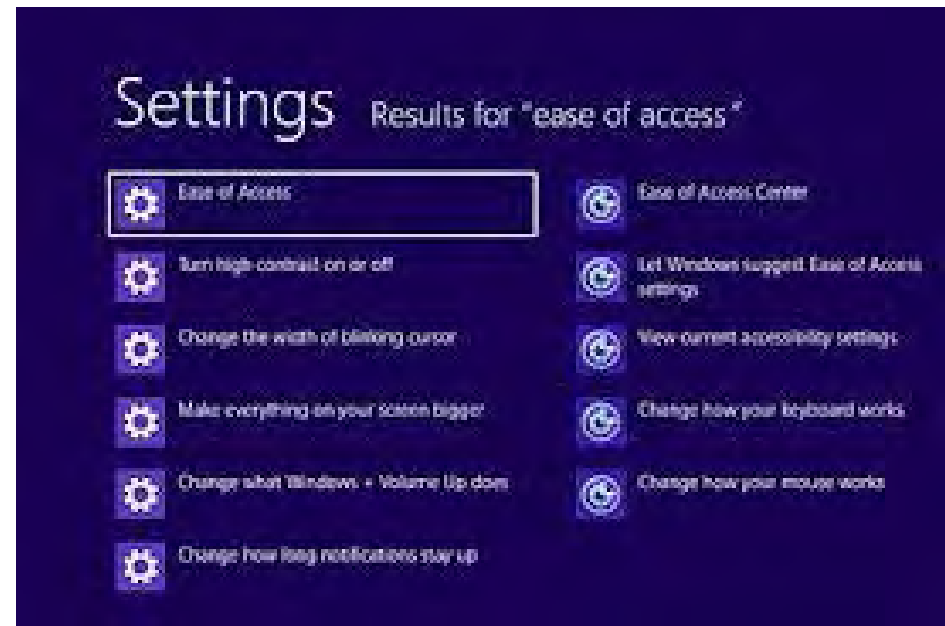 Settings Results for "ease of access"
Ease of Access
Turn high contrast on or off
Change the width of blinking cursor
Make everything on your screen bigger
Change what Windows + Volume Up does
Change how long notifications stay up
Ease of Access Center
Let Windows suggest Ease of Access
settings
View current accessibility settings
Change how your keyboard works
Change how your mouse works